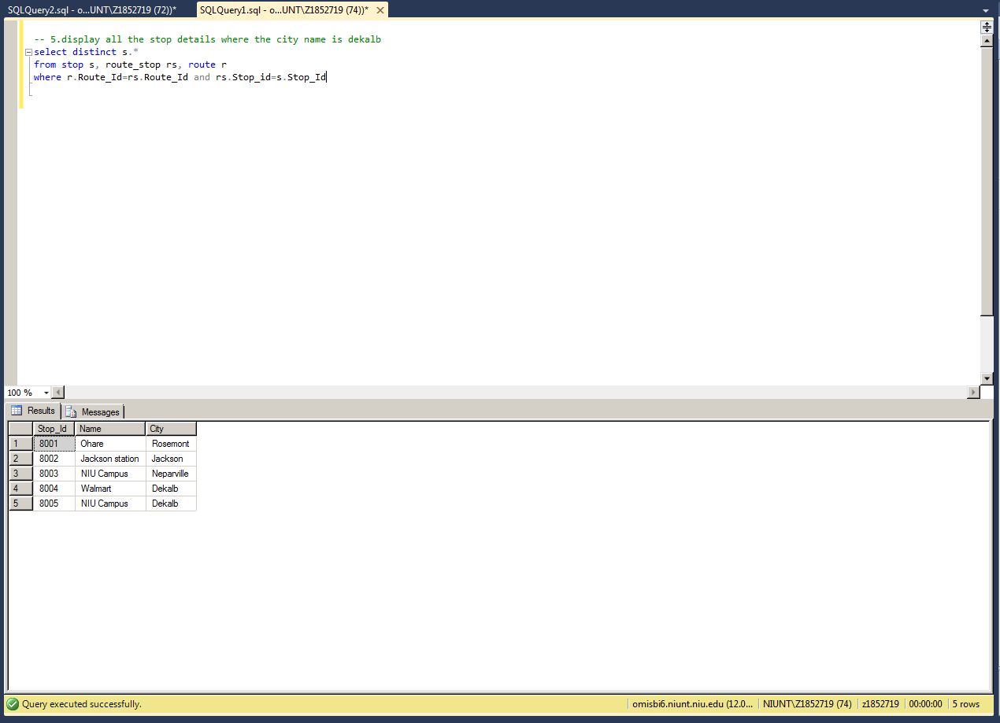 SQLQuery2.sql - o...UNT\Z1852719 (72))* SQLQuery1.sql - o...UNT\Z1852719 (74))*
-- 5.display all the stop details where the city name is dekalb
select distinct s.*
from stop s, route_stop rs, route r
where r.Route_Id=rs.Route_Id and rs.Stop_id=s.Stop_Id
100 %
Results Messages
Stop_Id Name City
1 8001 Ohare Rosemont
2 8002 Jackson station Jackson
3 8003 NIU Campus Neparville
4 8004 Walmart Dekalb
5 8005 NIU Campus Dekalb
Query executed successfully. omisbi6.niunt.niu.edu (12.0... NIUNT\Z1852719 (74) z1852719 00:00:00 5 rows